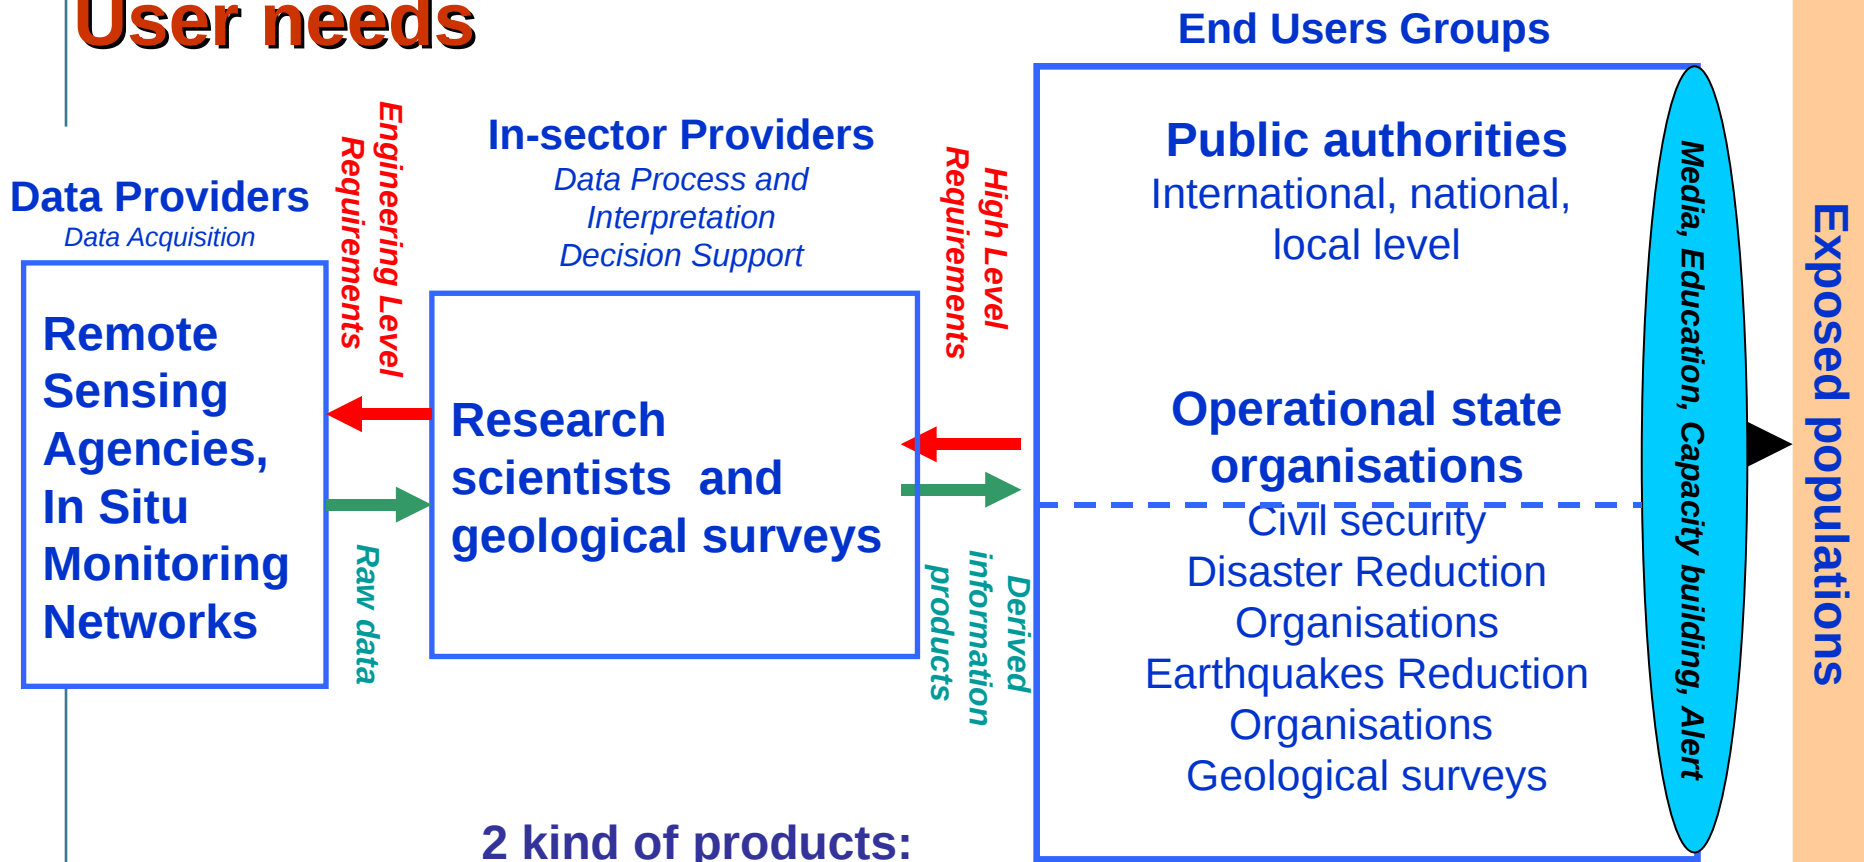 User needs
End Users Groups
Data Providers
Data Acquisition
Remote
Sensing
Agencies,
In Situ
Monitoring
Networks
Engineering Level
Requirements
Raw data
In-sector Providers
Data Process and
Interpretation
Decision Support
Research
scientists and
geological surveys
High Level
Requirements
Derived
information
products
Public authorities
International, national,
local level
Operational state
organisations
Civil security
Disaster Reduction
Organisations
Earthquakes Reduction
Organisations
Geological surveys
Media, Education, Capacity building, Alert
Exposed populations
2 kind of products: